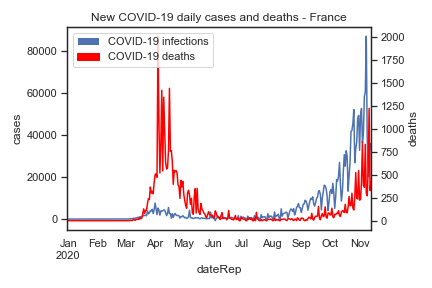 New COVID-19 daily cases and deaths - France
COVID-19 infections
COVID-19 deaths
80000
60000
40000
20000
0
cases
2000
1750
1500
1250
1000
750
500
250
0
deaths
Jan Feb Mar Apr May Jun Jul Aug Sep Oct Nov
2020
dateRep